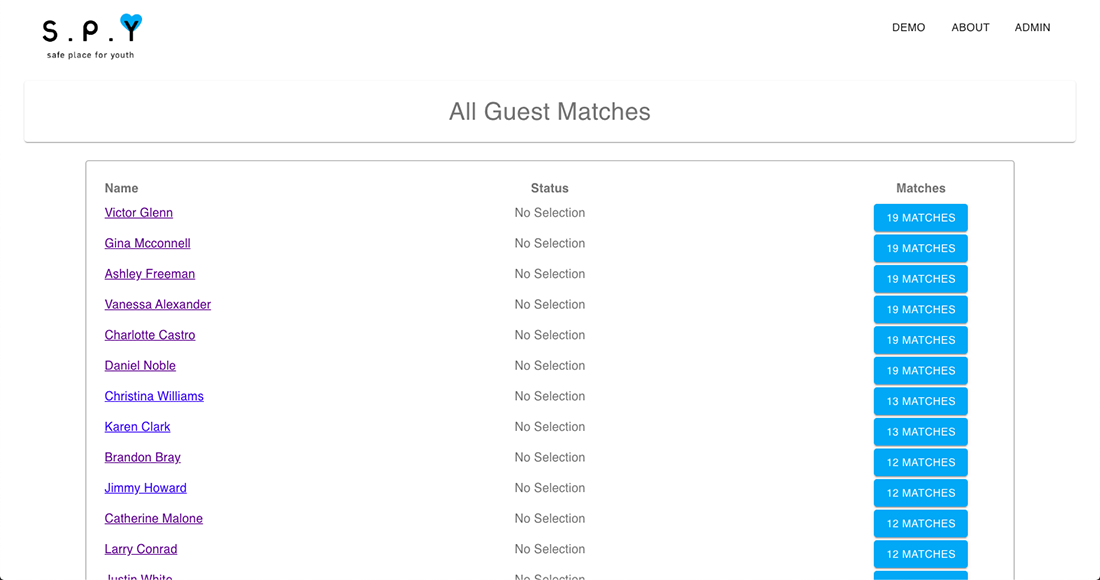 S.P.Y
safe place for youth
DEMO ABOUT ADMIN
All Guest Matches
Name Status Matches
Victor Glenn No Selection 19 MATCHES
Gina Mcconnell No Selection 19 MATCHES
Ashley Freeman No Selection 19 MATCHES
Vanessa Alexander No Selection 19 MATCHES
Charlotte Castro No Selection 19 MATCHES
Daniel Noble No Selection 19 MATCHES
Christina Williams No Selection 13 MATCHES
Karen Clark No Selection 13 MATCHES
Brandon Bray No Selection 12 MATCHES
Jimmy Howard No Selection 12 MATCHES
Catherine Malone No Selection 12 MATCHES
Larry Conrad No Selection 12 MATCHES
Justin White No Selection